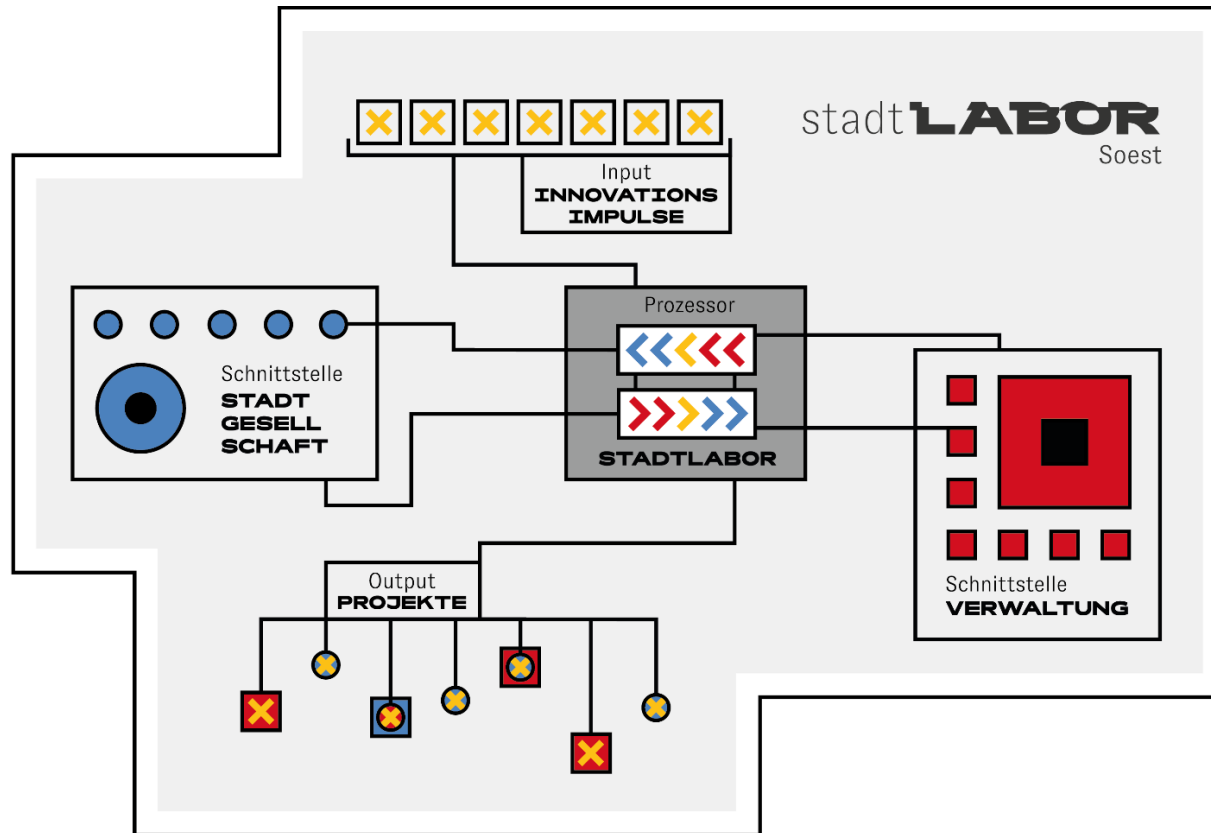 stadtLABOR
Soest
Input
INNOVATIONS
IMPULSE
Prozessor
STADTLABOR
Schnittstelle
STADT
GESELL
SCHAFT
Schnittstelle
VERWALTUNG
Output
PROJEKTE